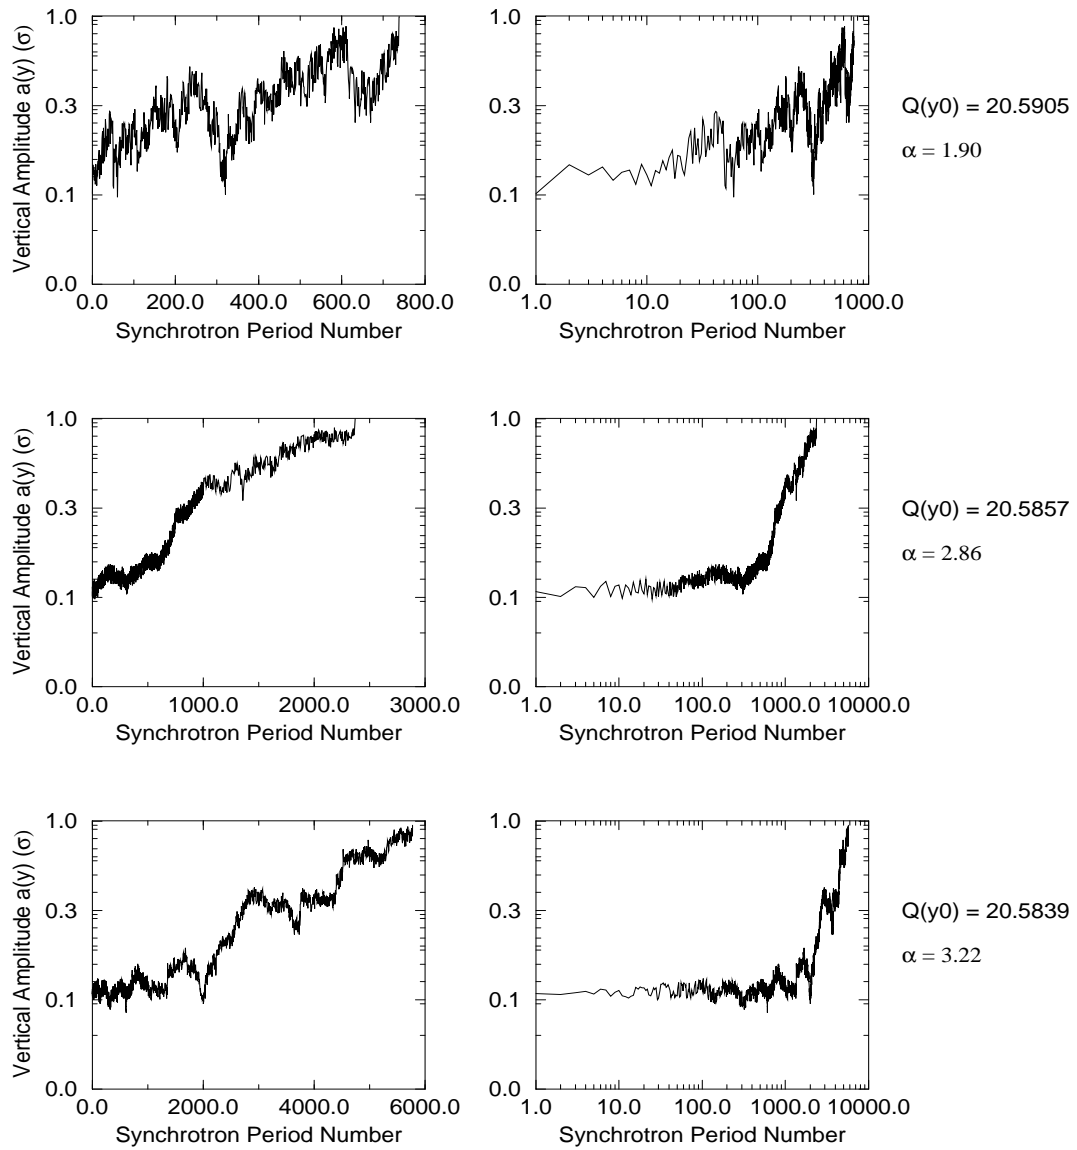 1.0
0.3
0.1
0.0
Vertical Amplitude a(y) (σ)
0.0 200.0 400.0 600.0 800.0
Synchrotron Period Number
1.0
0.3
0.1
0.0
1.0 10.0 100.0 1000.0
Synchrotron Period Number
Q(y0) = 20.5905
α = 1.90
1.0
0.3
0.1
0.0
Vertical Amplitude a(y) (σ)
0.0 1000.0 2000.0 3000.0
Synchrotron Period Number
1.0
0.3
0.1
0.0
1.0 10.0 100.0 1000.0 10000.0
Synchrotron Period Number
Q(y0) = 20.5857
α = 2.86
1.0
0.3
0.1
0.0
Vertical Amplitude a(y) (σ)
0.0 2000.0 4000.0 6000.0
Synchrotron Period Number
1.0
0.3
0.1
0.0
1.0 10.0 100.0 1000.0 10000.0
Synchrotron Period Number
Q(y0) = 20.5839
α = 3.22